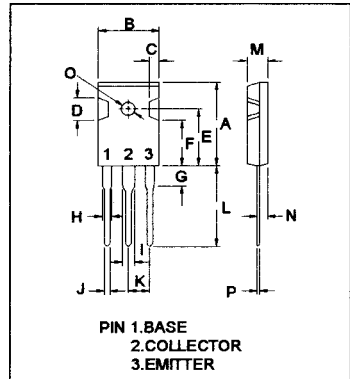 B
C
M
O
D
A
E
F
1 2 3
G
H
L
N
I
J
K
P
PIN 1.BASE
2.COLLECTOR
3.EMITTER